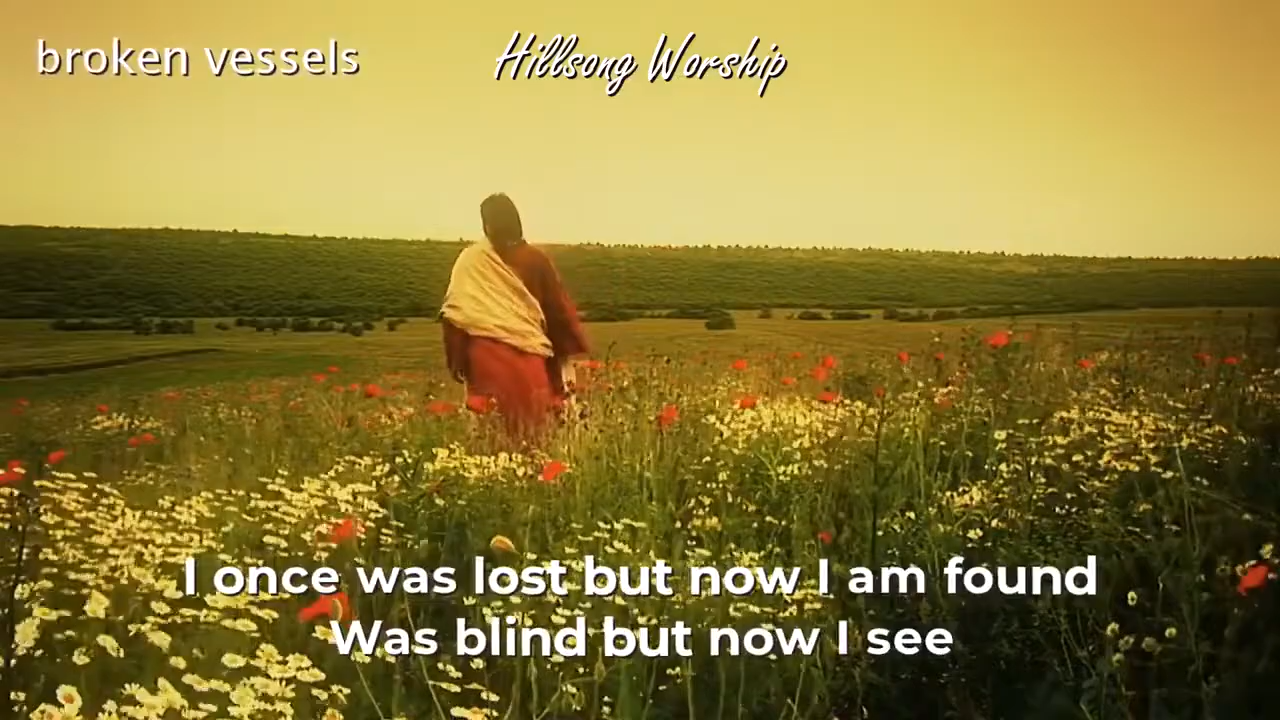 broken vessels
Hillsong Worship
I once was lost but now I am found
Was blind but now I see